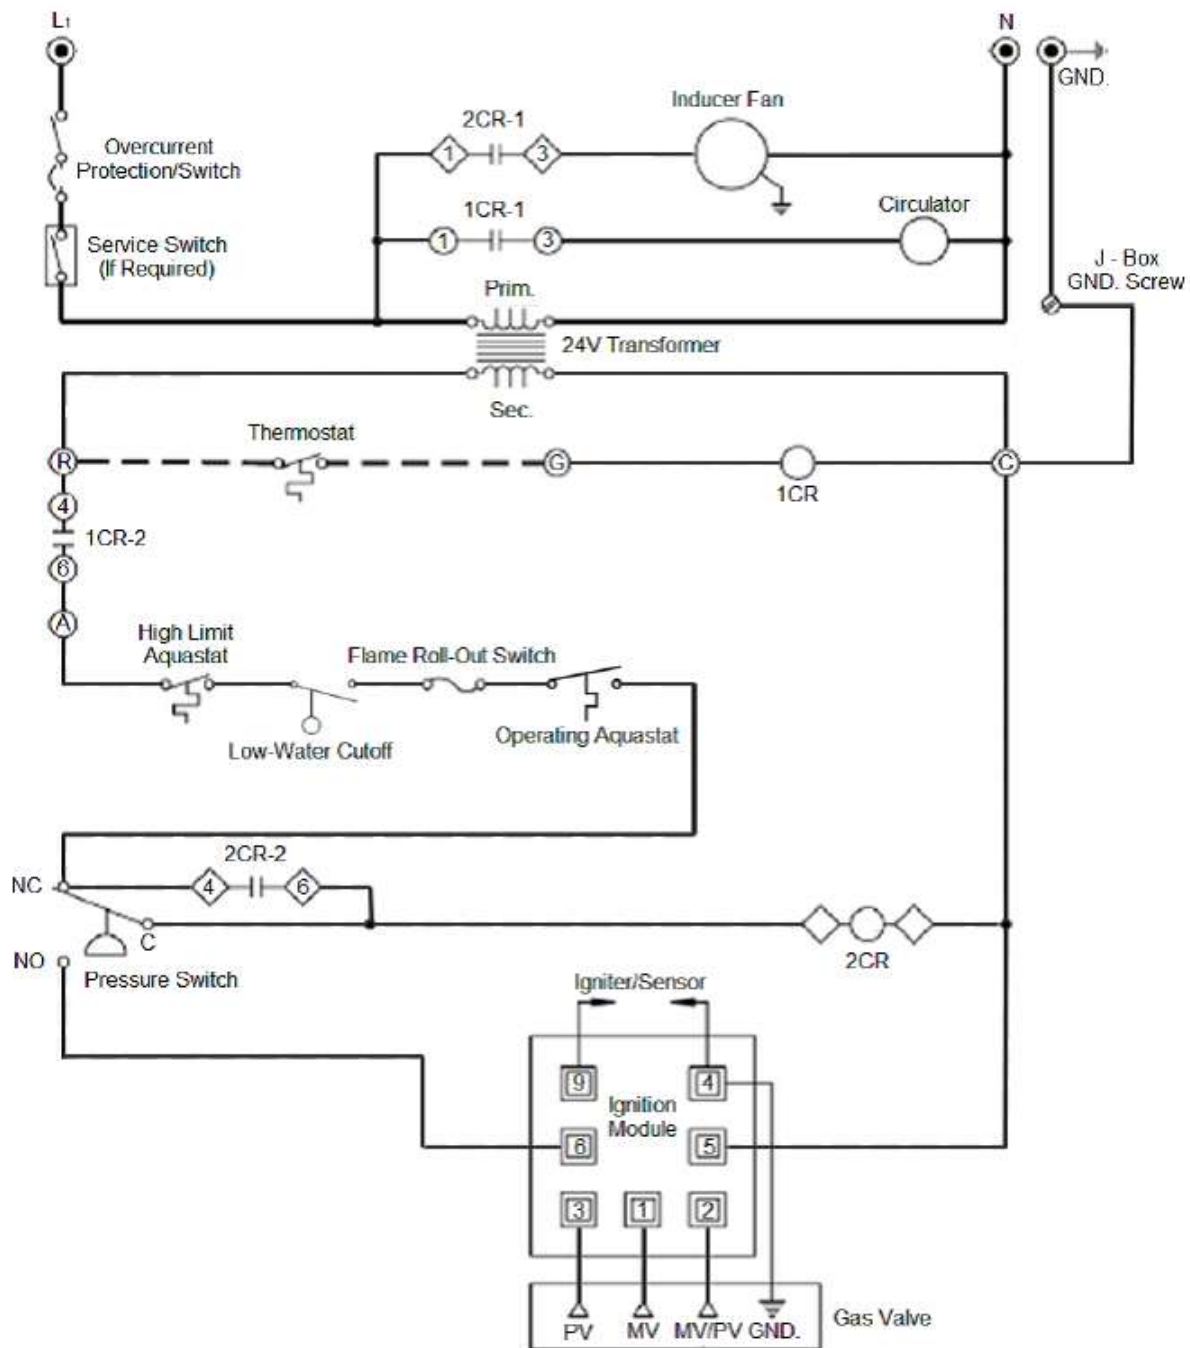 L1
N
GND.
Overcurrent
Protection/Switch
2CR-1
1
3
Inducer Fan
Service Switch
(If Required)
1CR-1
1
3
Circulator
J - Box
GND. Screw
Prim.
24V Transformer
Sec.
Thermostat
R
G
1CR
C
4
1CR-2
6
A
High Limit
Aquastat
Flame Roll-Out Switch
Low-Water Cutoff
Operating Aquastat
2CR-2
NC
4
6
C
NO
Pressure Switch
2CR
Igniter/Sensor
9
4
Ignition
Module
6
5
3
1
2
PV
MV
MV/PV
GND.
Gas Valve